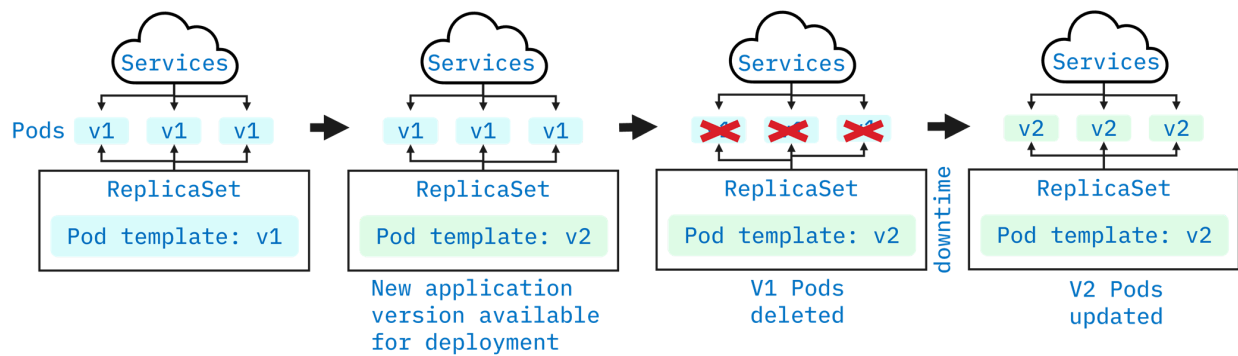 Services
Services
Services
Services
Pods v1 v1 v1
v1 v1 v1
v2 v2 v2
ReplicaSet
Pod template: v1
ReplicaSet
Pod template: v2
ReplicaSet
Pod template: v2
downtime
ReplicaSet
Pod template: v2
New application
version available
for deployment
V1 Pods
deleted
V2 Pods
updated